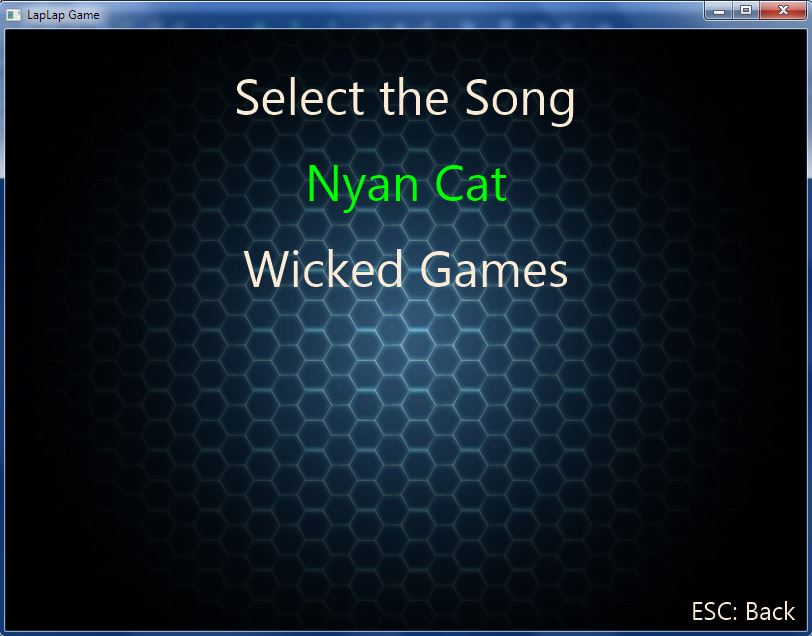 LapLap Game
Select the Song
Nyan Cat
Wicked Games
ESC: Back